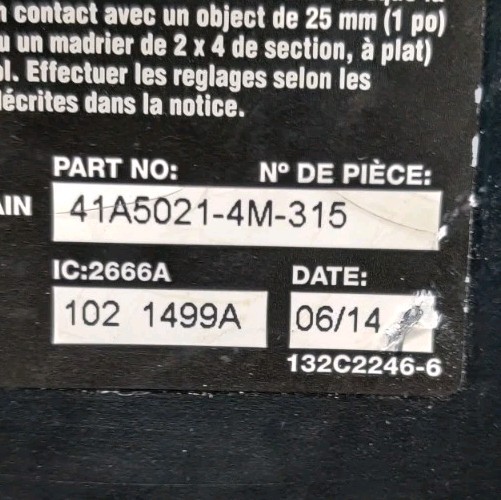 contact avec un object de 25 mm (1 po)
un madrier de 2 x 4 de section, à plat)
Effectuer les reglages selon les
décrites dans la notice.
PART NO: Nº DE PIÈCE:
AIN 41A5021-4M-315
IC:2666A DATE:
102 1499A 06/14
132C2246-6